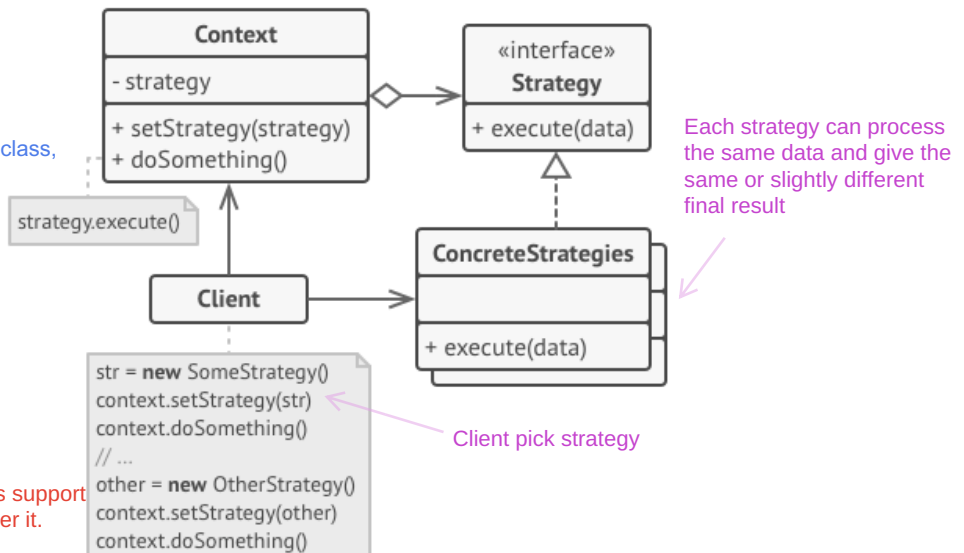 Context
- strategy
+ setStrategy(strategy)
+ doSomething()
«interface»
Strategy
+ execute(data)
class,
strategy.execute()
Each strategy can process
the same data and give the
same or slightly different
final result
ConcreteStrategies
+ execute(data)
Client
str = new SomeStrategy()
context.setStrategy(str)
context.doSomething()
// ...
other = new OtherStrategy()
context.setStrategy(other)
context.doSomething()
Client pick strategy
support
it.